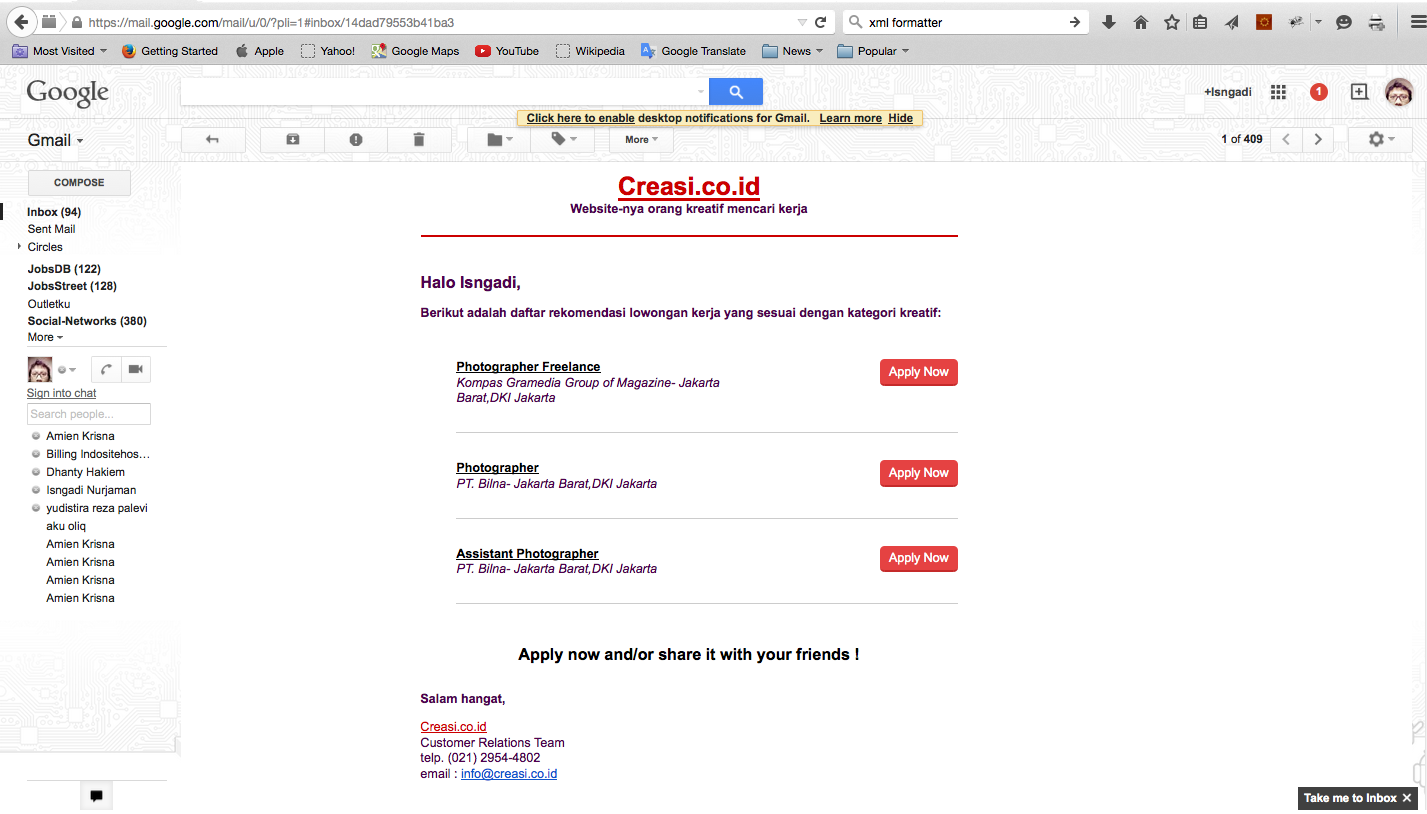 https://mail.google.com/mail/u/0/?pli=1#inbox/14dad79553b41ba3
xml formatter
Most Visited
Getting Started
Apple
Yahoo!
Google Maps
YouTube
Wikipedia
Google Translate
News
Popular
Google
+Isngadi
1
Click here to enable desktop notifications for Gmail. Learn more Hide
Gmail
More
1 of 409
COMPOSE
Inbox (94)
Sent Mail
Circles
JobsDB (122)
JobsStreet (128)
Outletku
Social-Networks (380)
More
Sign into chat
Search people...
Amien Krisna
Billing Indositehos...
Dhanty Hakiem
Isngadi Nurjaman
yudistira reza palevi
aku oliq
Amien Krisna
Amien Krisna
Amien Krisna
Amien Krisna
Creasi.co.id
Website-nya orang kreatif mencari kerja
Halo Isngadi,
Berikut adalah daftar rekomendasi lowongan kerja yang sesuai dengan kategori kreatif:
Photographer Freelance
Kompas Gramedia Group of Magazine- Jakarta
Barat,DKI Jakarta
Apply Now
Photographer
PT. Bilna- Jakarta Barat,DKI Jakarta
Apply Now
Assistant Photographer
PT. Bilna- Jakarta Barat,DKI Jakarta
Apply Now
Apply now and/or share it with your friends !
Salam hangat,
Creasi.co.id
Customer Relations Team
telp. (021) 2954-4802
email : info@creasi.co.id
Take me to Inbox ✕